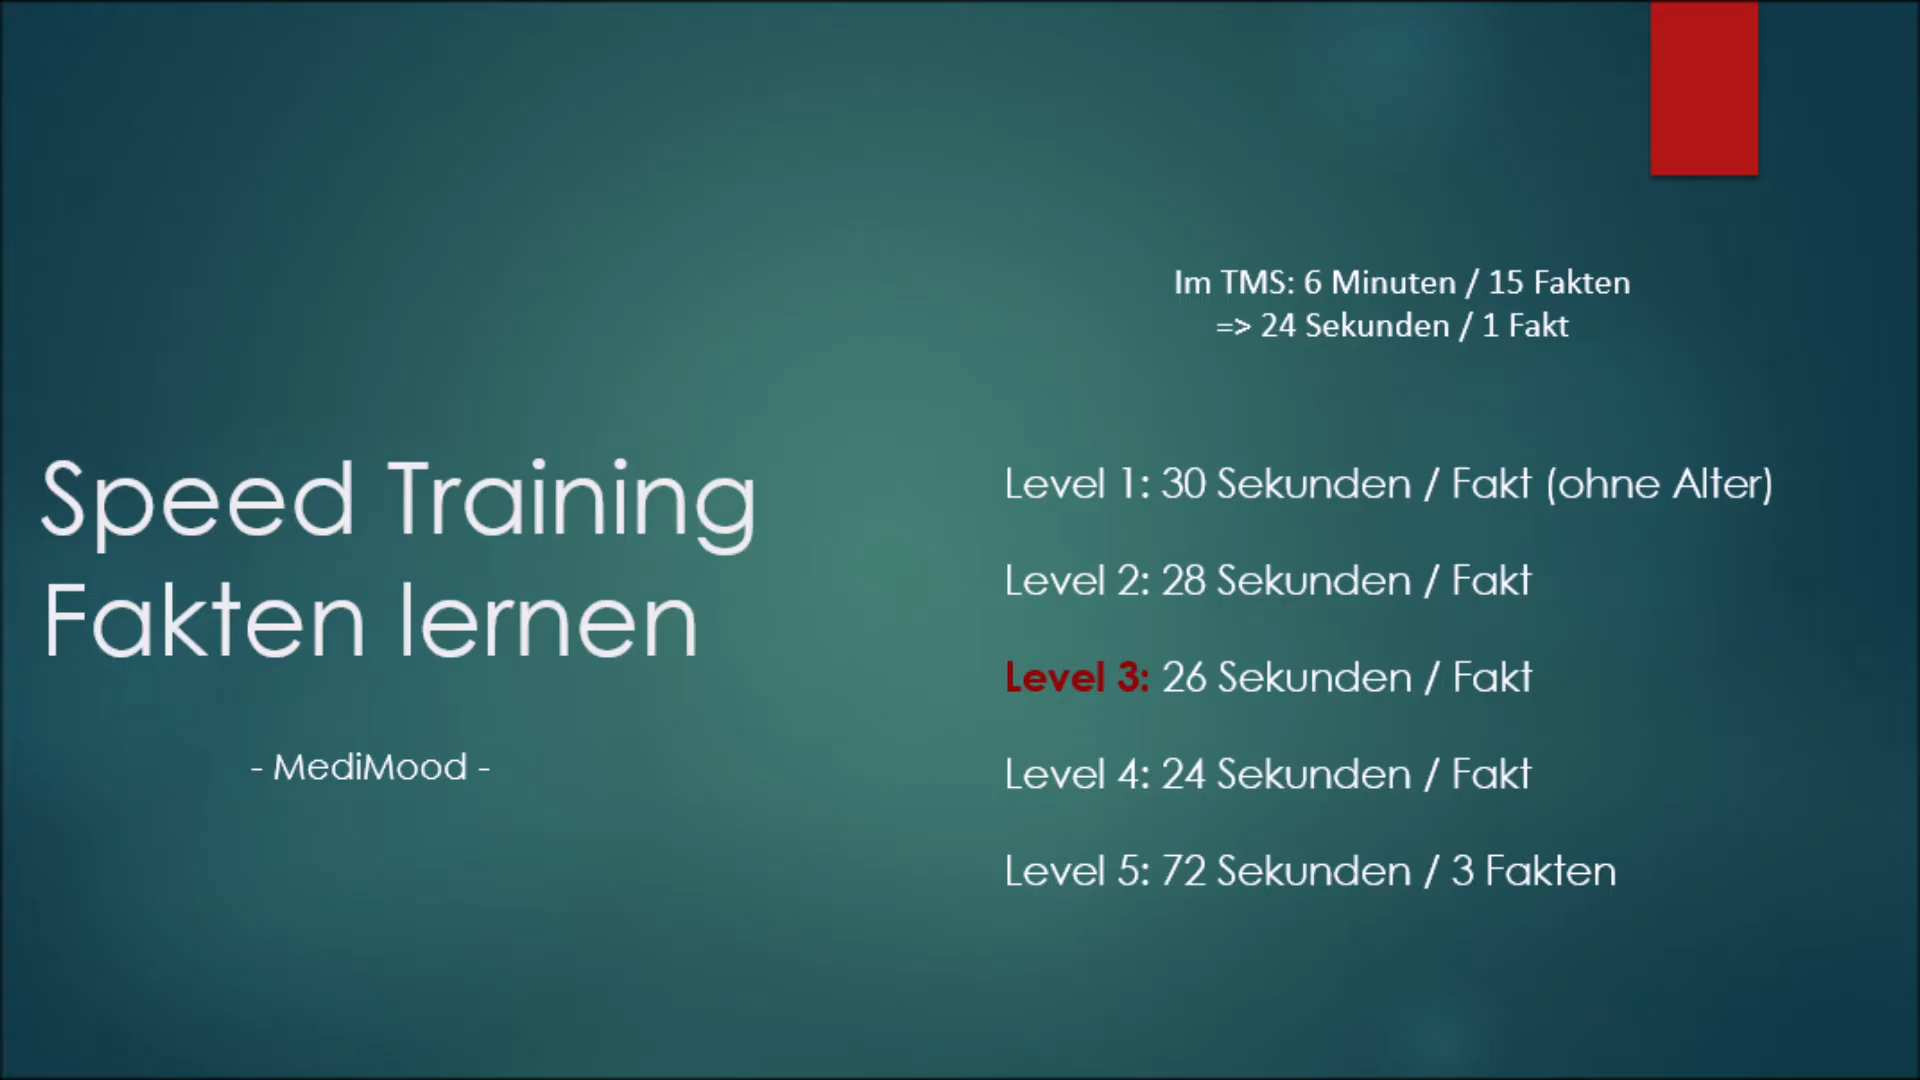 Speed Training
Fakten lernen
- MediMood -
Im TMS: 6 Minuten / 15 Fakten
=> 24 Sekunden / 1 Fakt
Level 1: 30 Sekunden / Fakt (ohne Alter)
Level 2: 28 Sekunden / Fakt
Level 3: 26 Sekunden / Fakt
Level 4: 24 Sekunden / Fakt
Level 5: 72 Sekunden / 3 Fakten